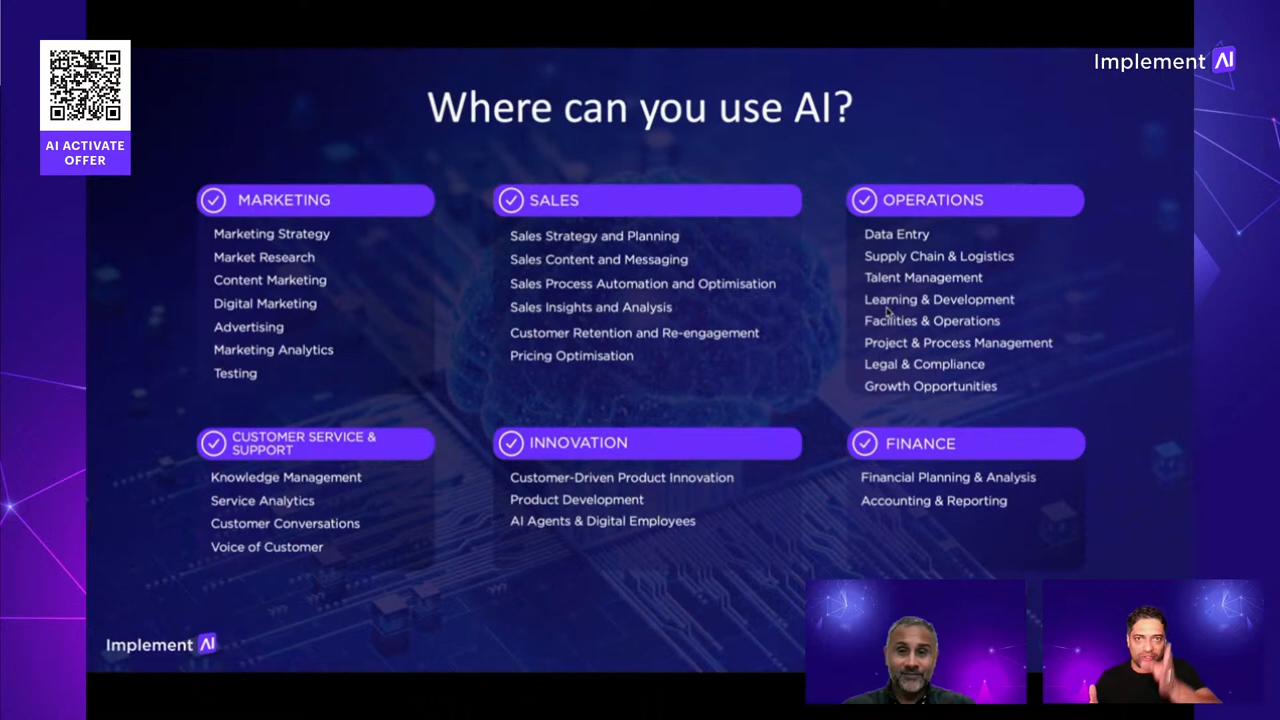 AI ACTIVATE
OFFER
Implement AI
Where can you use AI?
MARKETING
Marketing Strategy
Market Research
Content Marketing
Digital Marketing
Advertising
Marketing Analytics
Testing
SALES
Sales Strategy and Planning
Sales Content and Messaging
Sales Process Automation and Optimisation
Sales Insights and Analysis
Customer Retention and Re-engagement
Pricing Optimisation
OPERATIONS
Data Entry
Supply Chain & Logistics
Talent Management
Learning & Development
Facilities & Operations
Project & Process Management
Legal & Compliance
Growth Opportunities
CUSTOMER SERVICE &
SUPPORT
Knowledge Management
Service Analytics
Customer Conversations
Voice of Customer
INNOVATION
Customer-Driven Product Innovation
Product Development
AI Agents & Digital Employees
FINANCE
Financial Planning & Analysis
Accounting & Reporting
Implement AI